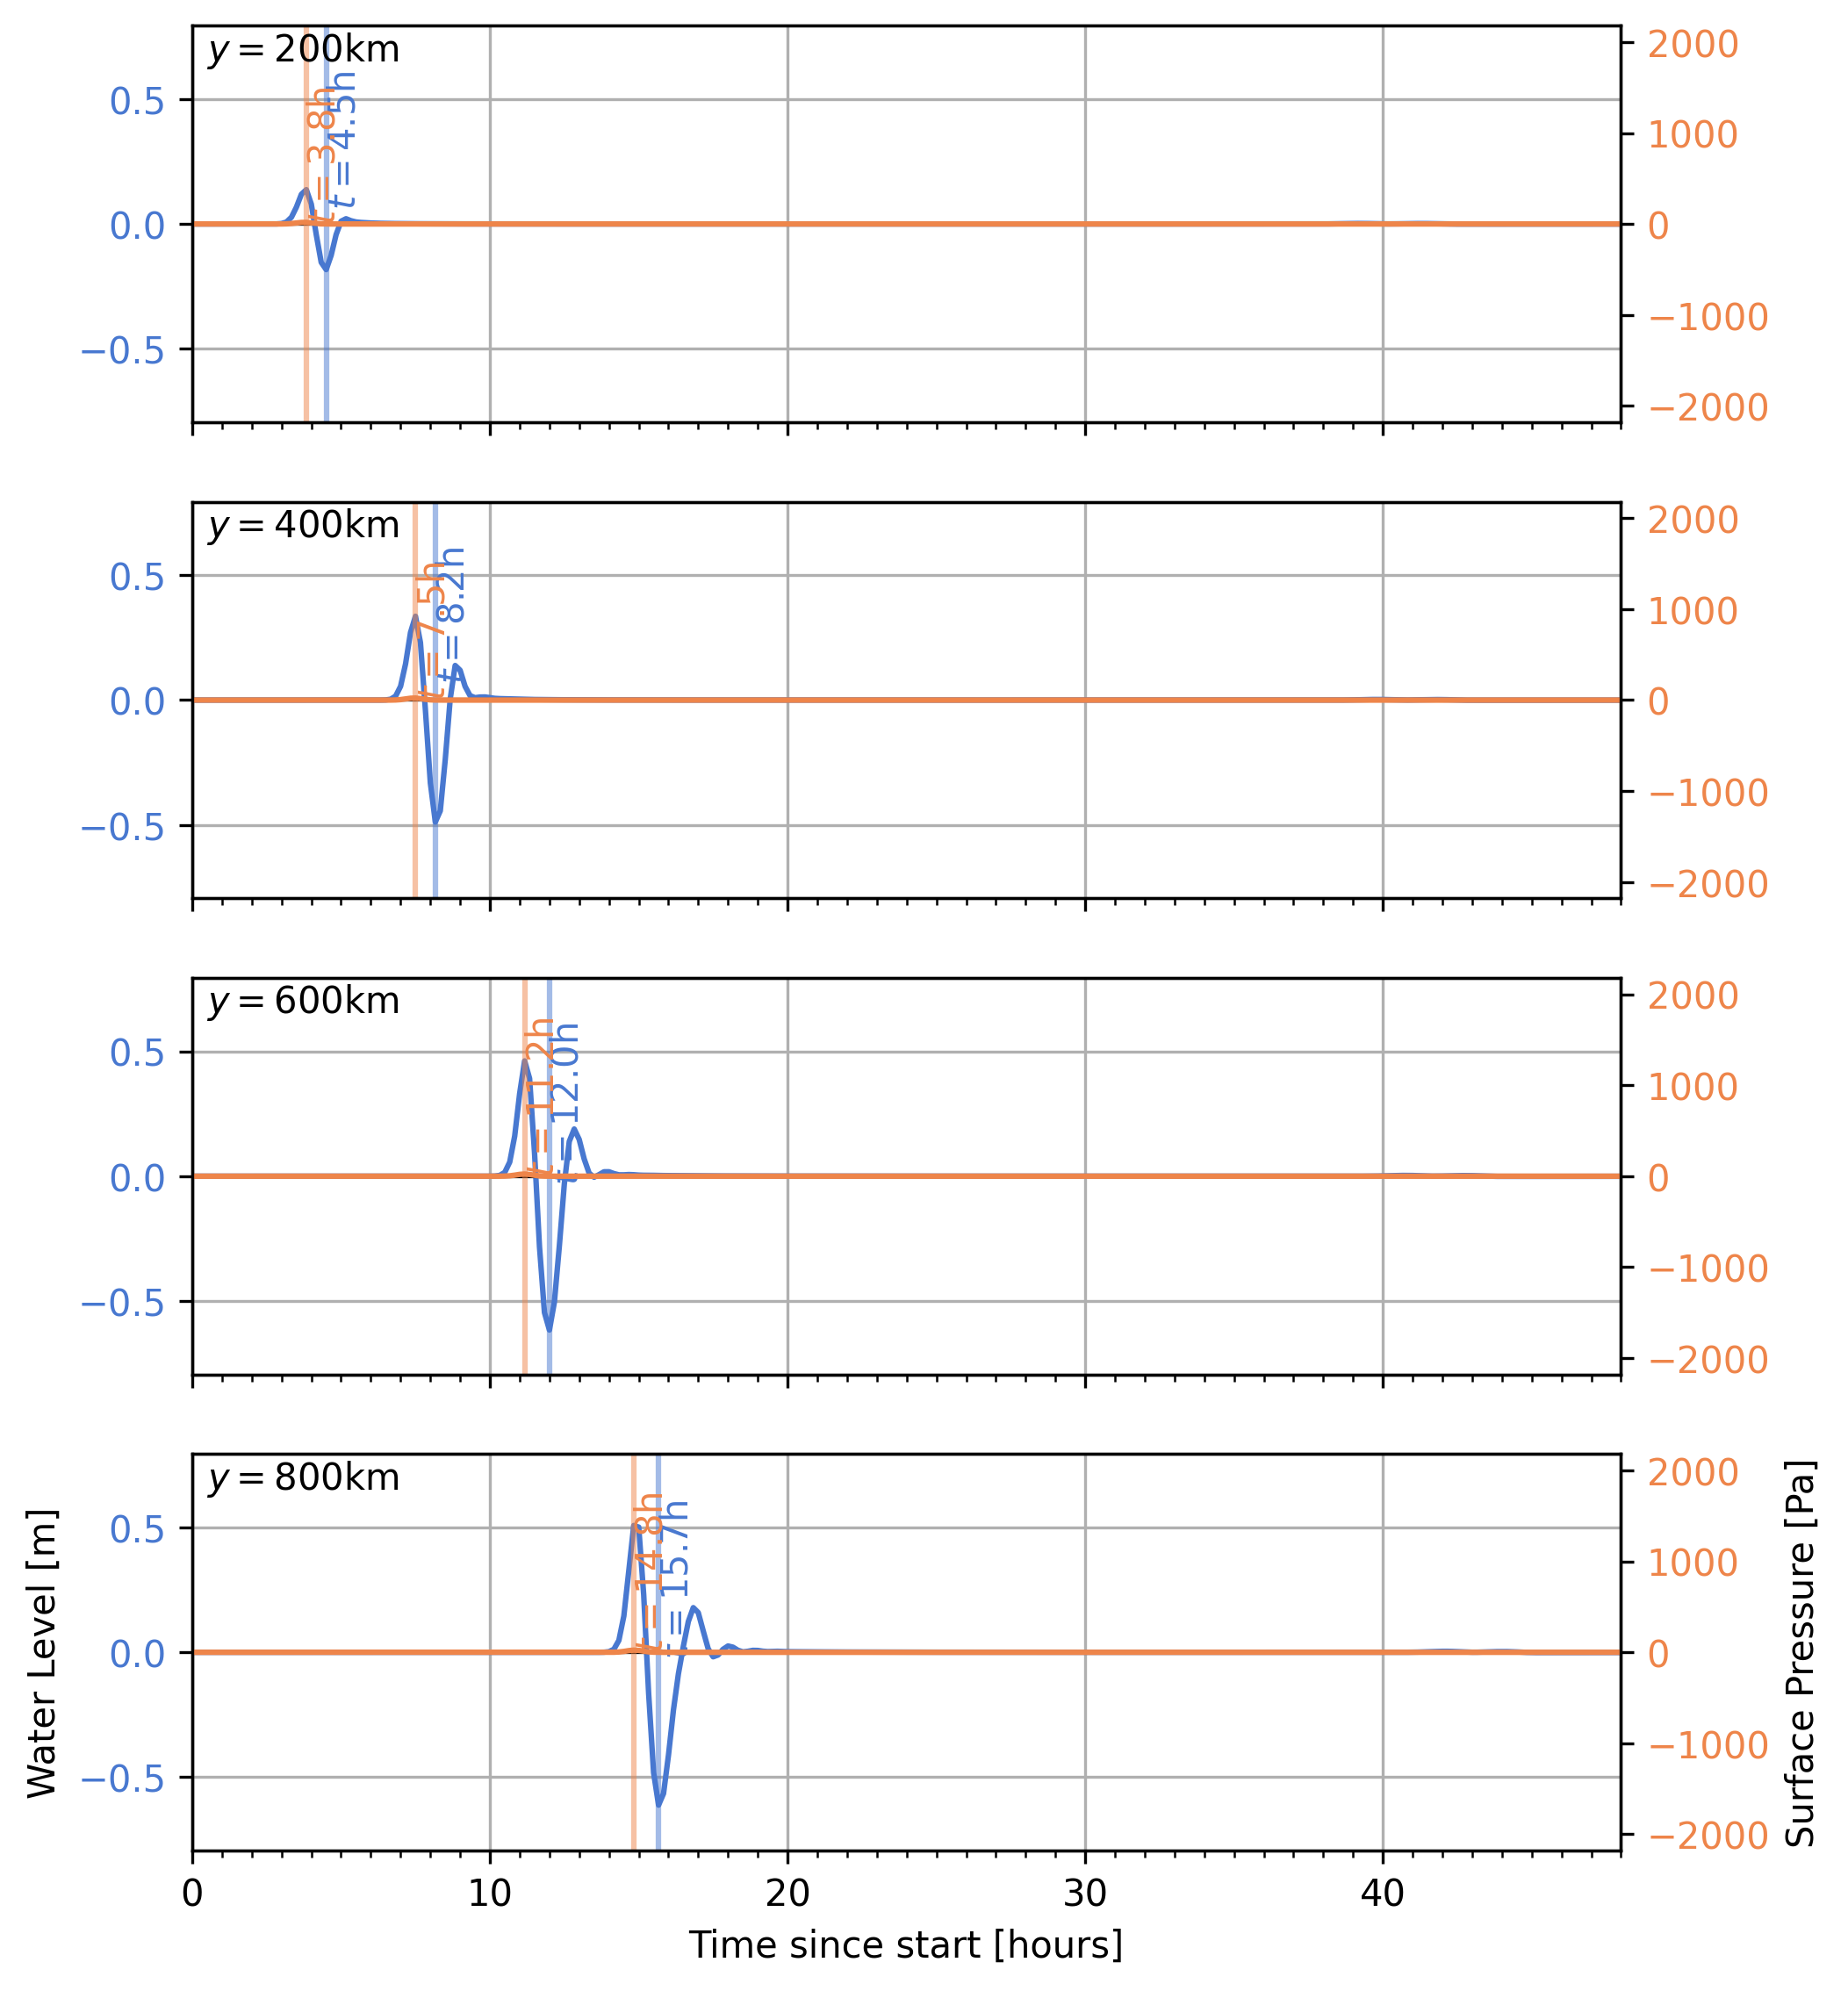 y = 200km
0.5
0.0
−0.5
t = 3.8h
t = 4.5h
2000
1000
0
−1000
−2000
y = 400km
0.5
0.0
−0.5
t = 7.5h
t = 8.2h
2000
1000
0
−1000
−2000
y = 600km
0.5
0.0
−0.5
t = 11.2h
t = 12.0h
2000
1000
0
−1000
−2000
y = 800km
0.5
0.0
−0.5
t = 14.8h
t = 15.7h
2000
1000
0
−1000
−2000
Water Level [m]
Surface Pressure [Pa]
0 10 20 30 40
Time since start [hours]